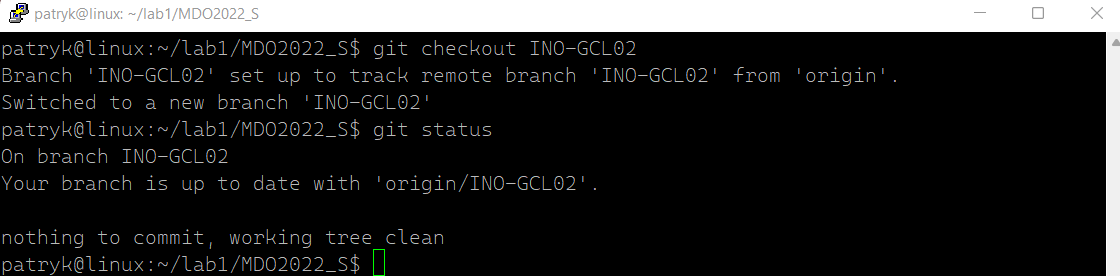 patryk@linux: ~/lab1/MDO2022_S
patryk@linux:~/lab1/MDO2022_S$ git checkout INO-GCL02
Branch 'INO-GCL02' set up to track remote branch 'INO-GCL02' from 'origin'.
Switched to a new branch 'INO-GCL02'
patryk@linux:~/lab1/MDO2022_S$ git status
On branch INO-GCL02
Your branch is up to date with 'origin/INO-GCL02'.
nothing to commit, working tree clean
patryk@linux:~/lab1/MDO2022_S$